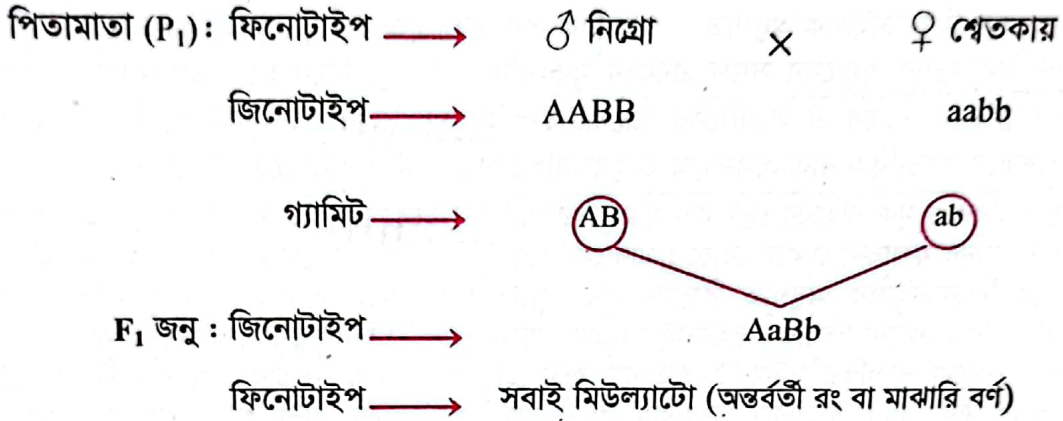 পিতামাতা (P₁) : ফিনোটাইপ ♂ নিগ্রো × ♀ শ্বেতকায়
জিনোটাইপ AABB aabb
গ্যামিট AB ab
F₁ জনু : জিনোটাইপ AaBb
ফিনোটাইপ সবাই মিউল্যাটো (অন্তর্বর্তী রং বা মাঝারি বর্ণ)